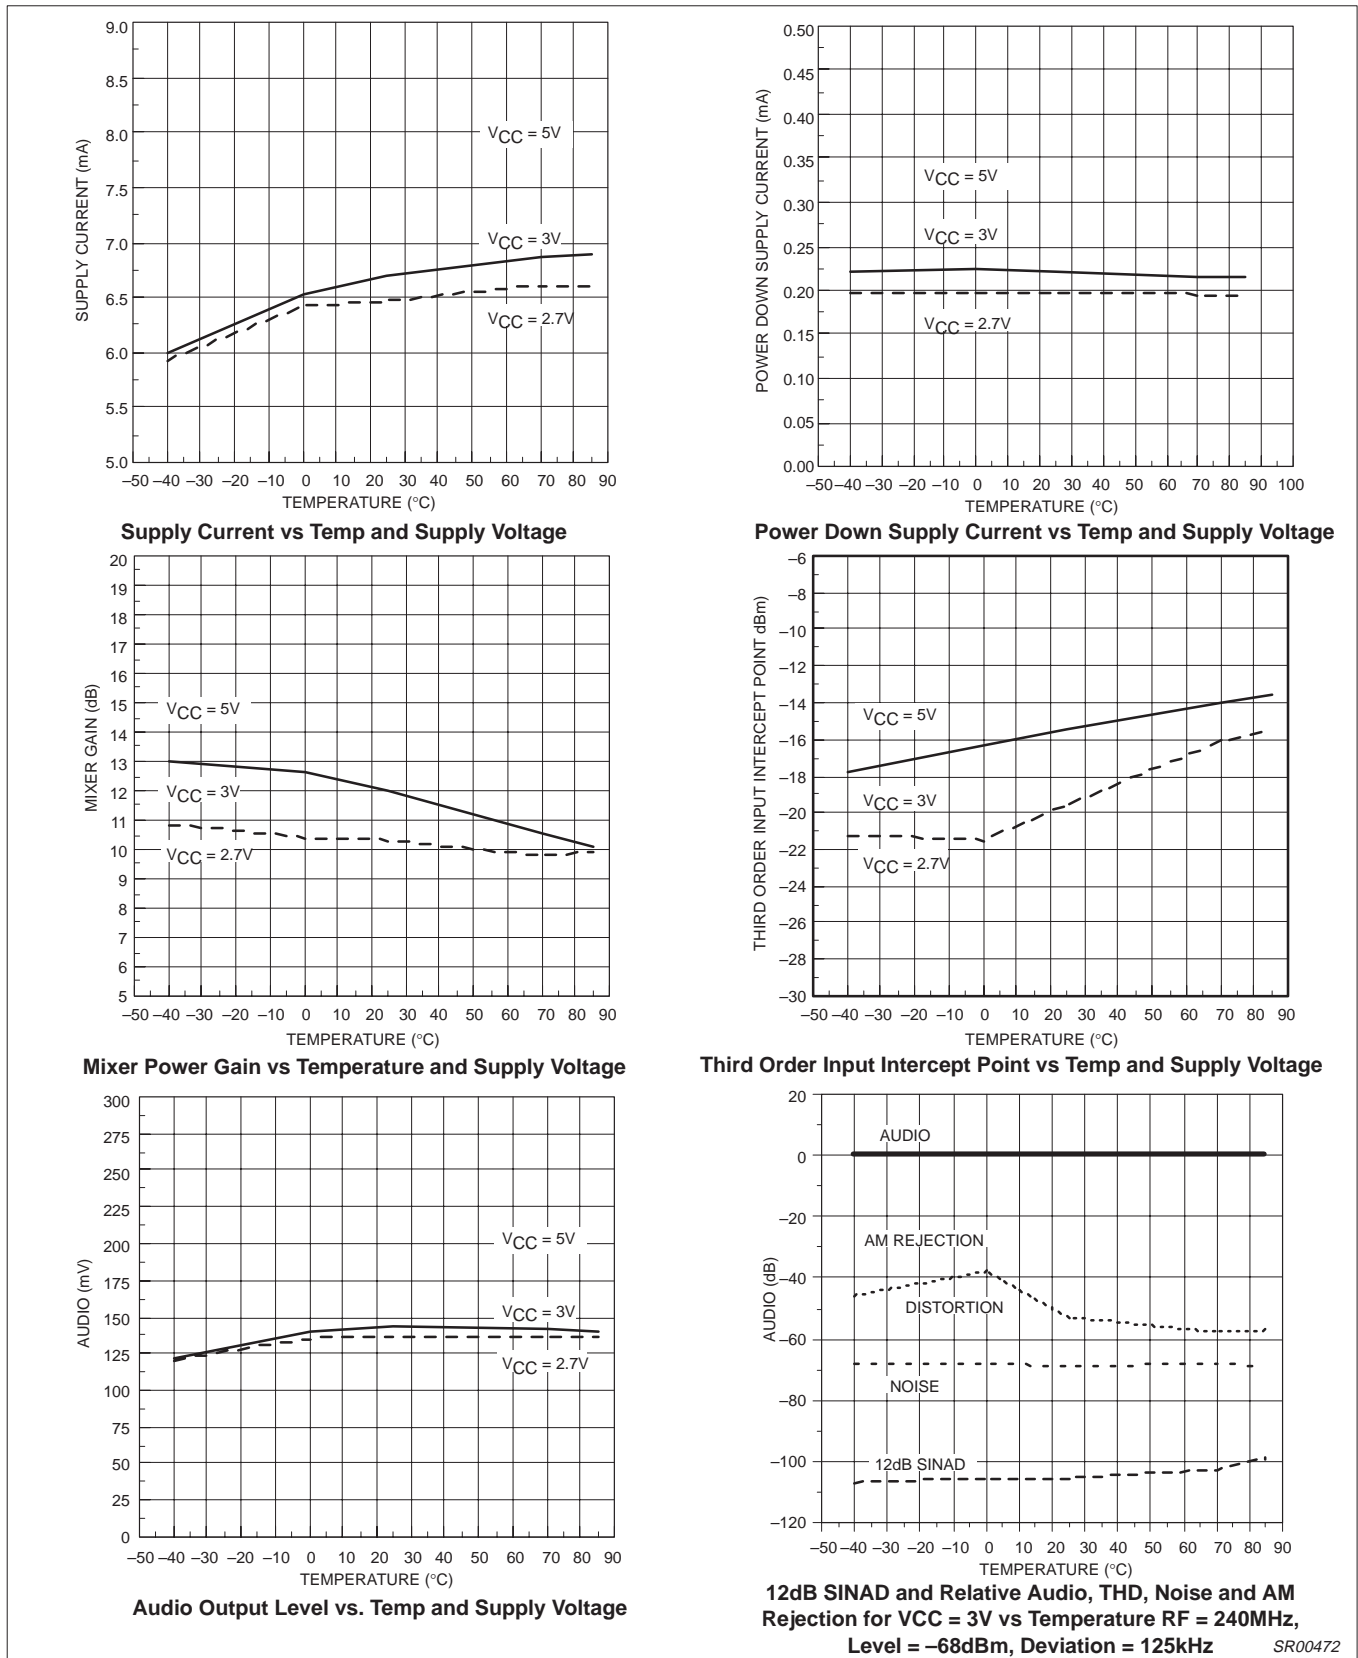 9.0
8.5
8.0
7.5
7.0
6.5
6.0
5.5
5.0
SUPPLY CURRENT (mA)
VCC = 5V
VCC = 3V
VCC = 2.7V
–50 –40 –30 –20 –10 0 10 20 30 40 50 60 70 80 90
TEMPERATURE (°C)
Supply Current vs Temp and Supply Voltage
0.50
0.45
0.40
0.35
0.30
0.25
0.20
0.15
0.10
0.05
0.00
POWER DOWN SUPPLY CURRENT (mA)
VCC = 5V
VCC = 3V
VCC = 2.7V
–50 –40 –30 –20 –10 0 10 20 30 40 50 60 70 80 90 100
TEMPERATURE (°C)
Power Down Supply Current vs Temp and Supply Voltage
20
19
18
17
16
15
14
13
12
11
10
9
8
7
6
5
MIXER GAIN (dB)
VCC = 5V
VCC = 3V
VCC = 2.7V
–50 –40 –30 –20 –10 0 10 20 30 40 50 60 70 80 90
TEMPERATURE (°C)
Mixer Power Gain vs Temperature and Supply Voltage
–6
–8
–10
–12
–14
–16
–18
–20
–22
–24
–26
–28
–30
THIRD ORDER INPUT INTERCEPT POINT dBm)
VCC = 5V
VCC = 3V
VCC = 2.7V
–50 –40 –30 –20 –10 0 10 20 30 40 50 60 70 80 90
TEMPERATURE (°C)
Third Order Input Intercept Point vs Temp and Supply Voltage
300
275
250
225
200
175
150
125
100
75
50
25
0
AUDIO (mV)
VCC = 5V
VCC = 3V
VCC = 2.7V
–50 –40 –30 –20 –10 0 10 20 30 40 50 60 70 80 90
TEMPERATURE (°C)
Audio Output Level vs. Temp and Supply Voltage
20
0
–20
–40
–60
–80
–100
–120
AUDIO (dB)
AUDIO
AM REJECTION
DISTORTION
NOISE
12dB SINAD
–50 –40 –30 –20 –10 0 10 20 30 40 50 60 70 80 90
TEMPERATURE (°C)
12dB SINAD and Relative Audio, THD, Noise and AM
Rejection for VCC = 3V vs Temperature RF = 240MHz,
Level = –68dBm, Deviation = 125kHz
SR00472